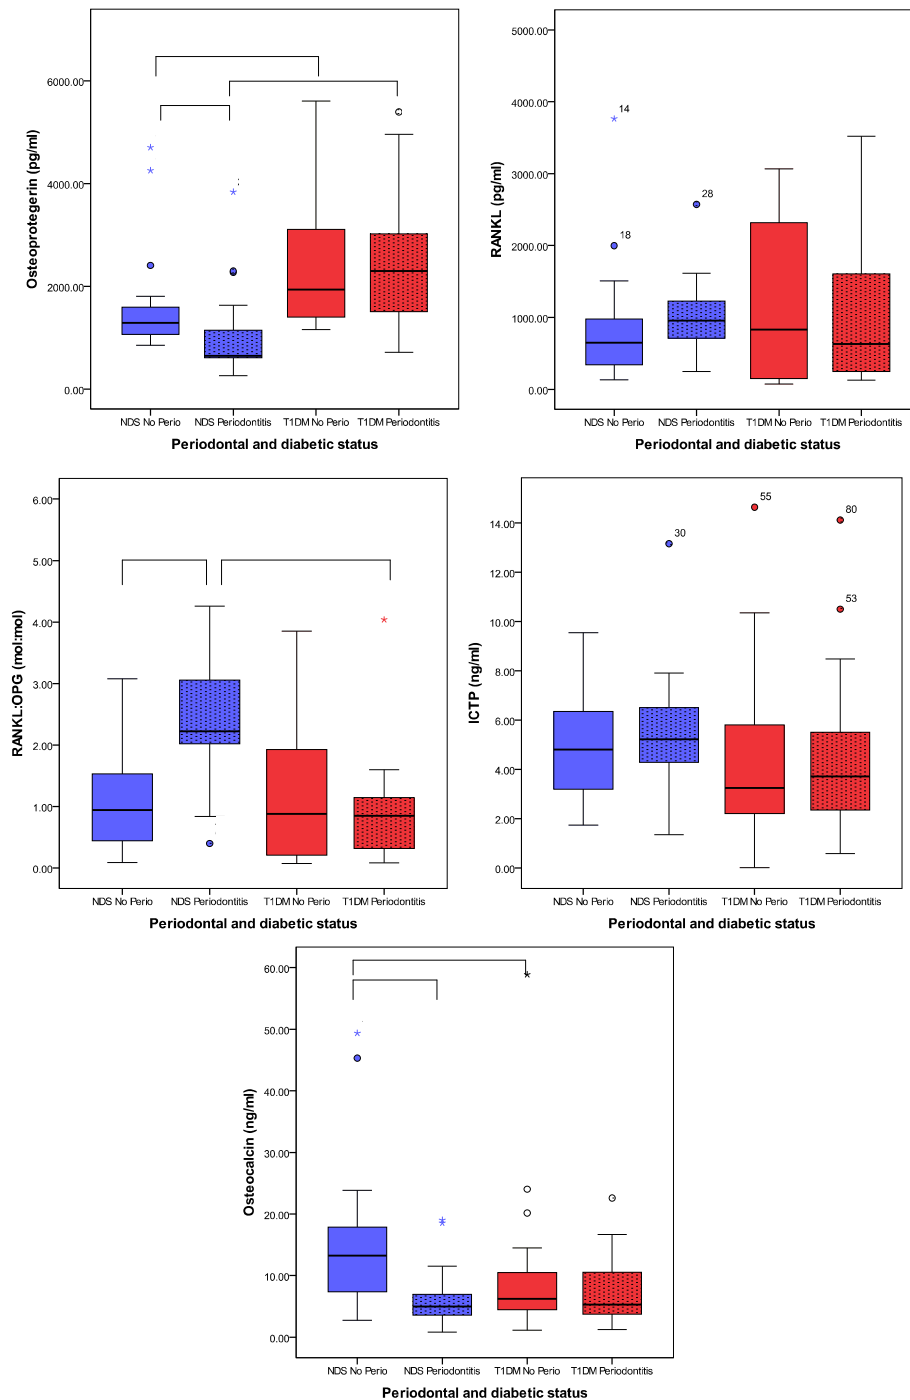 Osteoprotegerin (pg/ml)
6000.00
4000.00
2000.00
0.00
NDS No Perio NDS Periodontitis T1DM No Perio T1DM Periodontitis
Periodontal and diabetic status
RANKL (pg/ml)
5000.00
4000.00
3000.00
2000.00
1000.00
0.00
14
18
28
NDS No Perio NDS Periodontitis T1DM No Perio T1DM Periodontitis
Periodontal and diabetic status
RANKL:OPG (mol:mol)
6.00
5.00
4.00
3.00
2.00
1.00
0.00
NDS No Perio NDS Periodontitis T1DM No Perio T1DM Periodontitis
Periodontal and diabetic status
ICTP (ng/ml)
14.00
12.00
10.00
8.00
6.00
4.00
2.00
0.00
30
55
80
53
NDS No Perio NDS Periodontitis T1DM No Perio T1DM Periodontitis
Periodontal and diabetic status
Osteocalcin (ng/ml)
60.00
50.00
40.00
30.00
20.00
10.00
0.00
NDS No Perio NDS Periodontitis T1DM No Perio T1DM Periodontitis
Periodontal and diabetic status